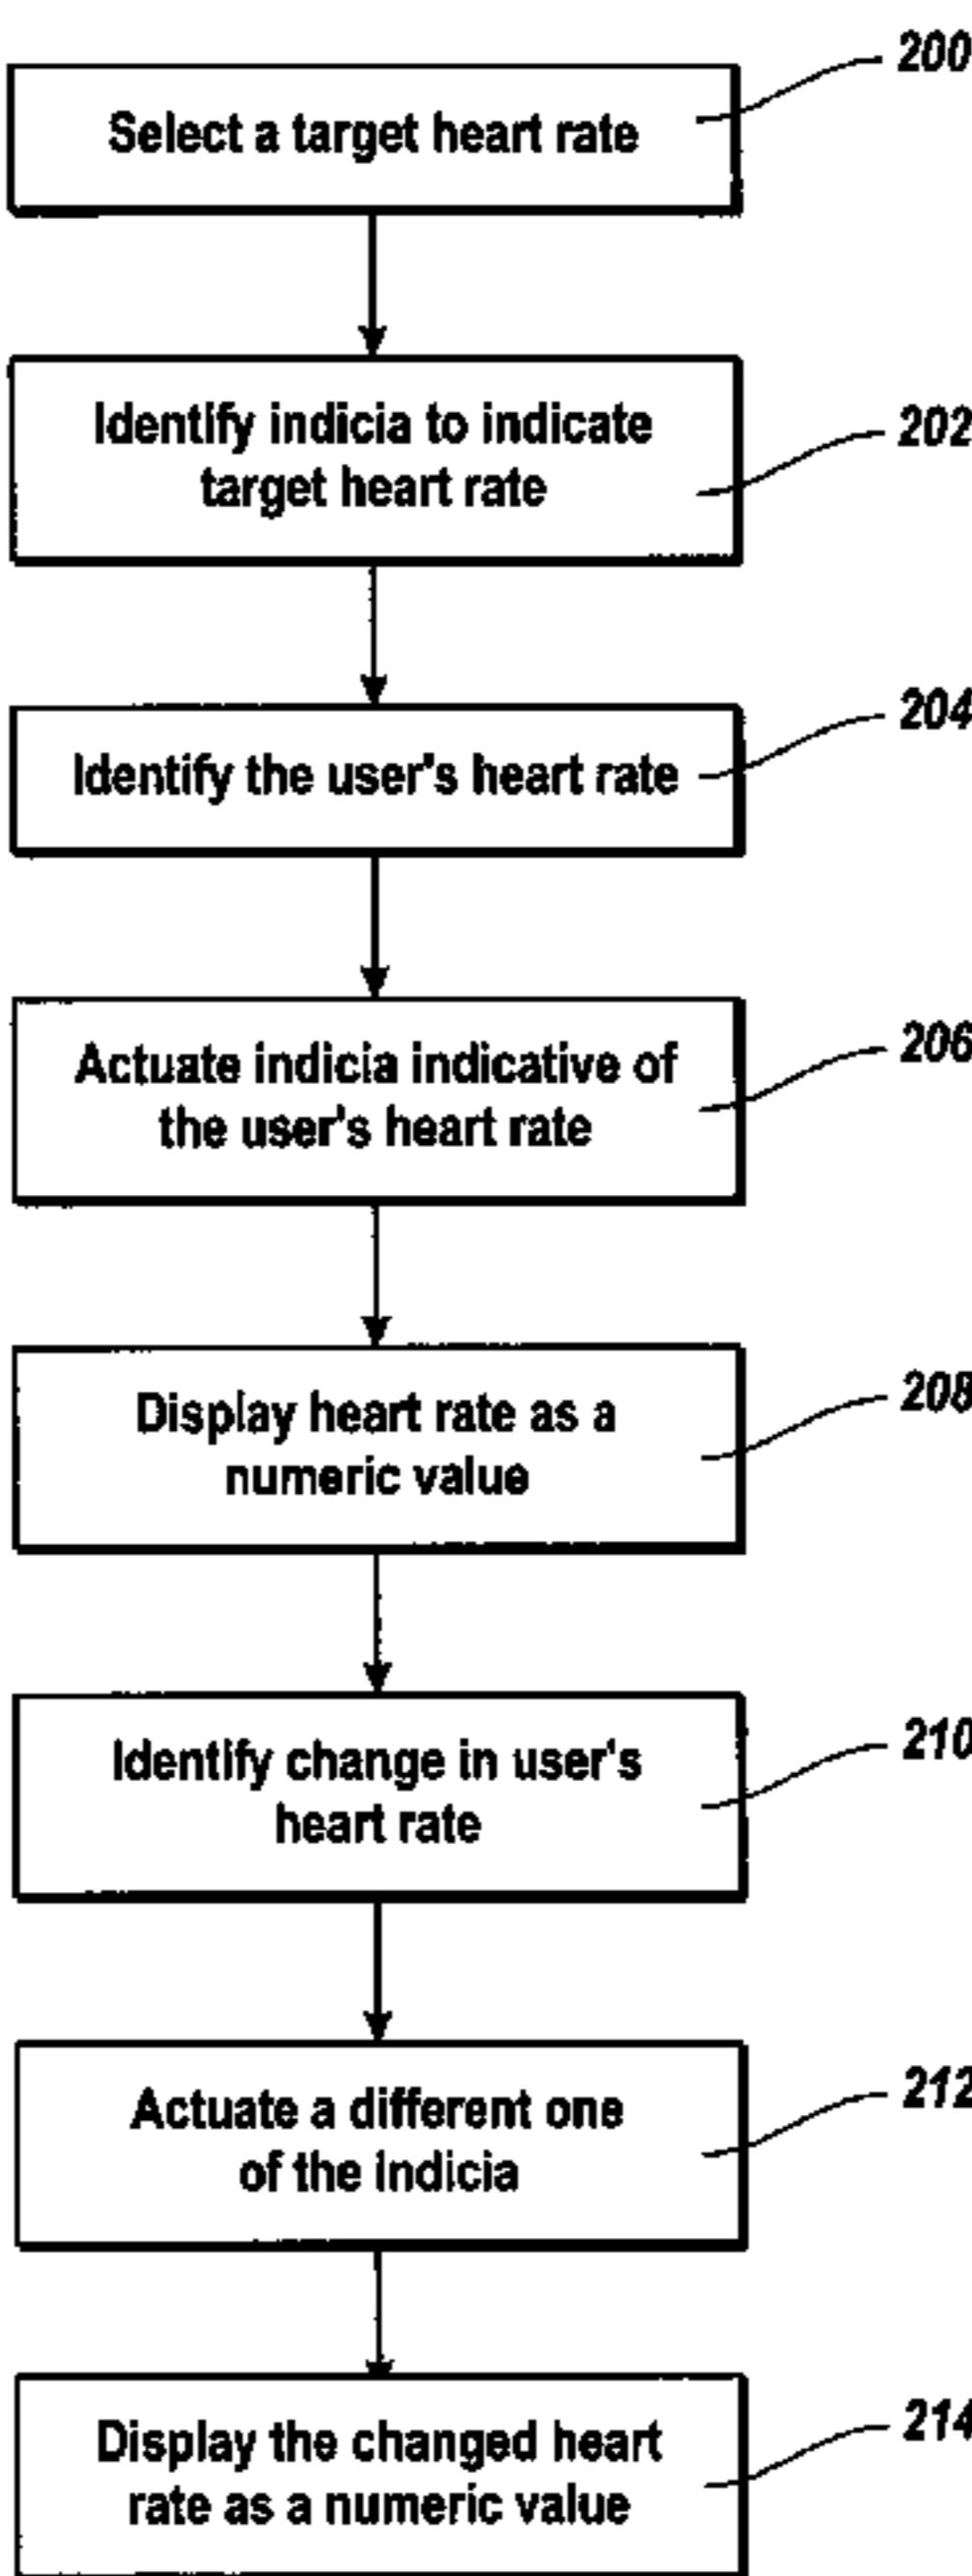 200
Select a target heart rate
Identify indicia to indicate
target heart rate
202
204
Identify the user's heart rate
206
Actuate indicia indicative of
the user's heart rate
208
Display heart rate as a
numeric value
210
Identify change in user's
heart rate
212
Actuate a different one
of the indicia
214
Display the changed heart
rate as a numeric value